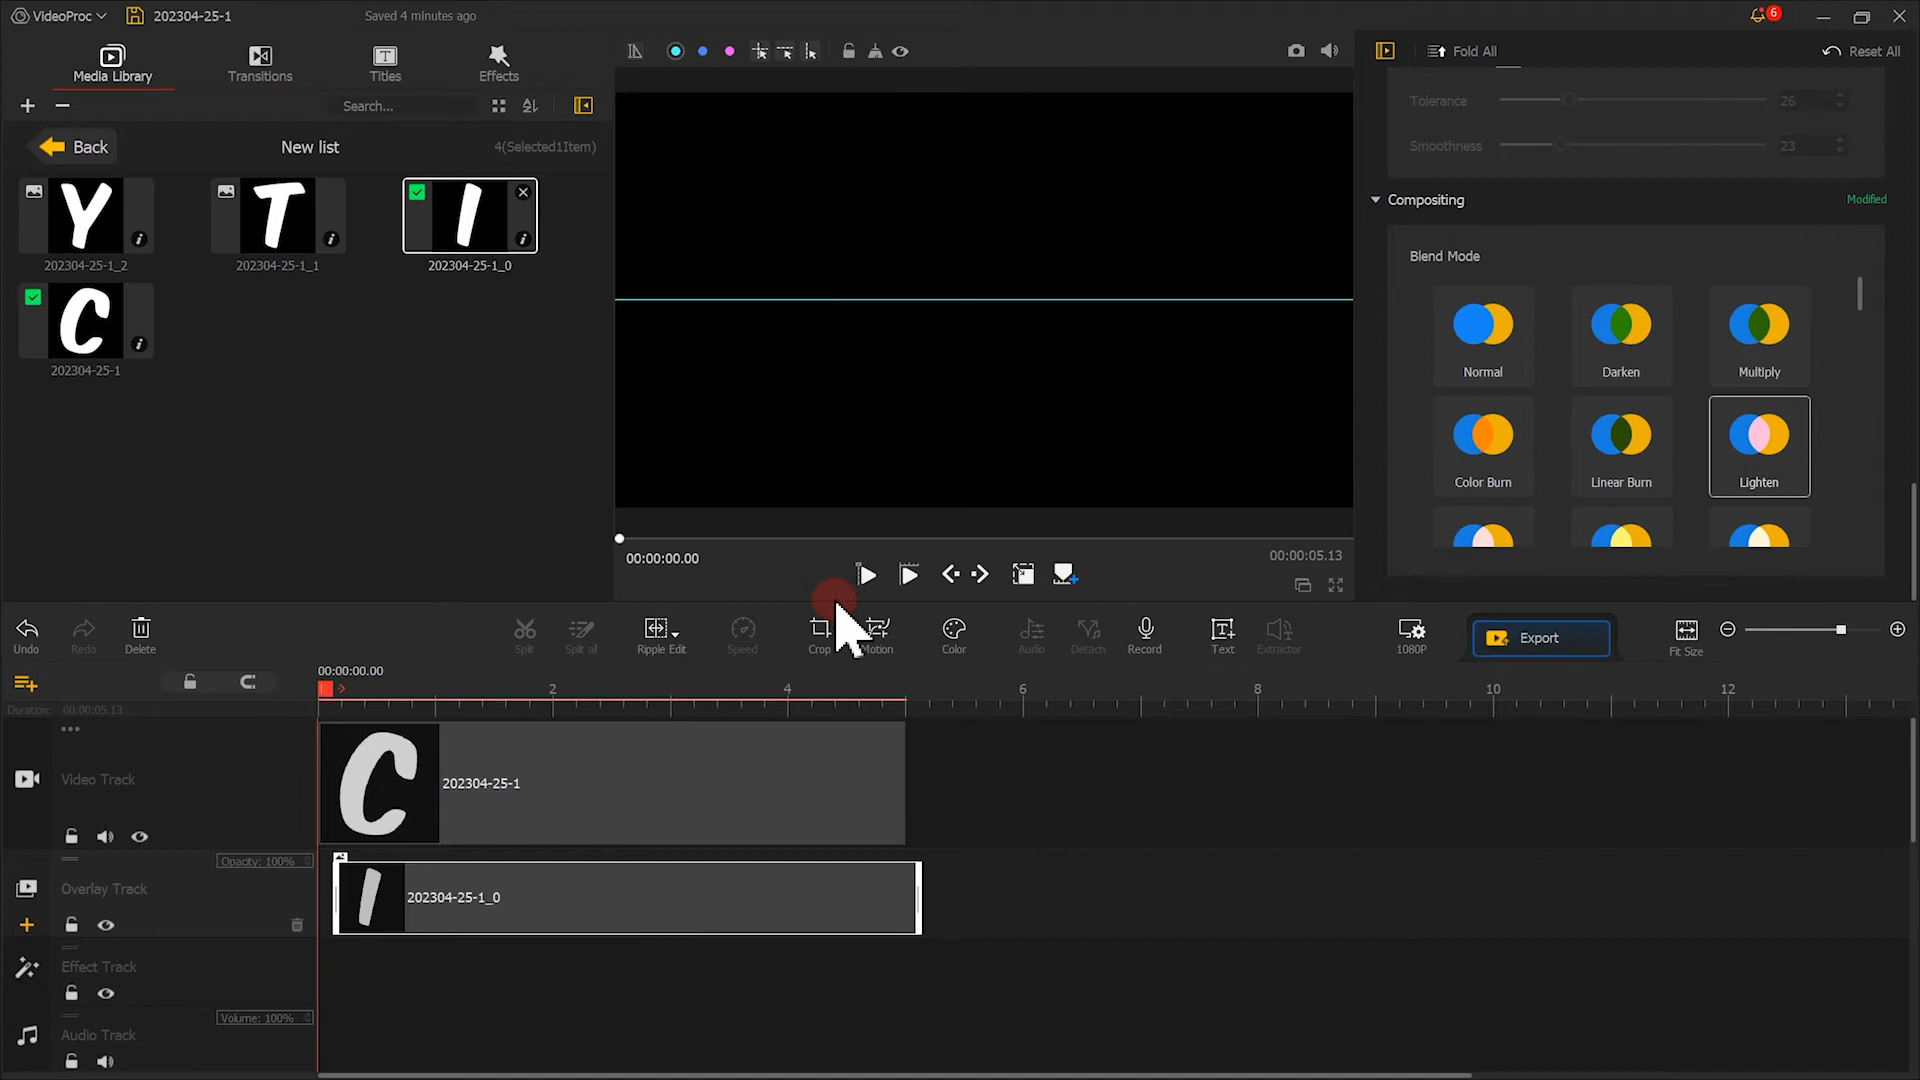 VideoProc
202304-25-1
Saved 4 minutes ago
6
Media Library
Transitions
Titles
Effects
Fold All
Reset All
Search...
Back
New list
4(Selected1Item)
Y
T
I
202304-25-1_2
202304-25-1_1
202304-25-1_0
C
202304-25-1
Tolerance
26
Smoothness
23
Compositing
Modified
Blend Mode
Normal
Darken
Multiply
Color Burn
Linear Burn
Lighten
00:00:00.00
00:00:05.13
Undo
Redo
Delete
Split
Split all
Ripple Edit
Speed
Crop
Motion
Color
Audio
Detach
Record
Text
Extractor
1080P
Export
Fit Size
00:00:00.00
2
4
6
8
10
12
Duration: 00:00:05.13
Video Track
C
202304-25-1
Opacity: 100%
Overlay Track
I
202304-25-1_0
Effect Track
Volume: 100%
Audio Track